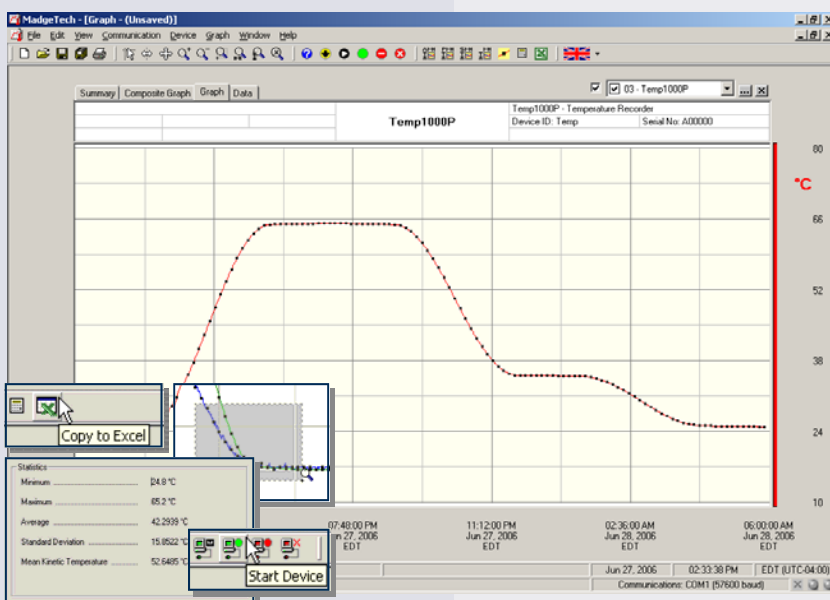 MadgeTech - [Graph - (Unsaved)]
File Edit View Communication Device Graph Window Help
Summary Composite Graph Graph Data
03 - Temp1000P
Temp1000P
Temp1000P - Temperature Recorder
Device ID: Temp Serial No: A00000
80
°C
66
52
38
24
10
Copy to Excel
Statistics
Minimum 24.8 °C
Maximum 65.2 °C
Average 42.2939 °C
Standard Deviation 15.8522 °C
Mean Kinetic Temperature 52.6485 °C
Start Device
07:48:00 PM 11:12:00 PM 02:36:00 AM 06:00:00 AM
Jun 27, 2006 Jun 27, 2006 Jun 28, 2006 Jun 28, 2006
EDT EDT EDT EDT
Jun 27, 2006 02:33:38 PM EDT (UTC-04:00)
Communications: COM1 (57600 baud)